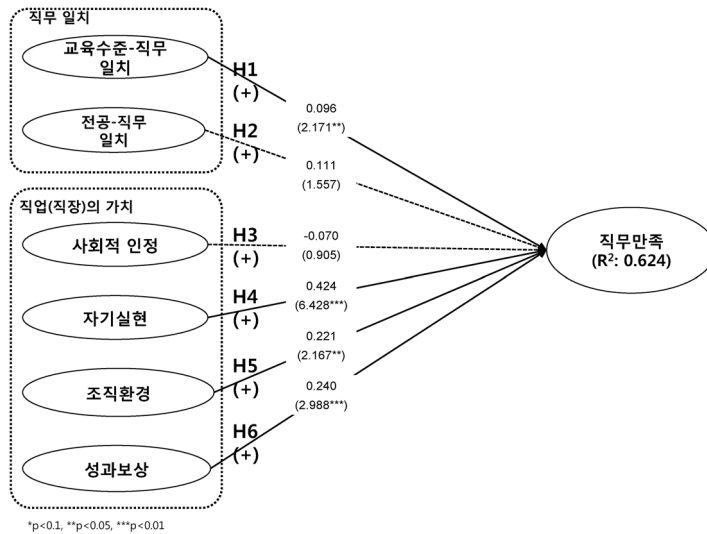 직무 일치
교육수준-직무
일치
H1
(+)
0.096
(2.171**)
전공-직무
일치
H2
(+)
0.111
(1.557)
직업(직장)의 가치
사회적 인정
H3
(+)
-0.070
(0.905)
자기실현
H4
(+)
0.424
(6.428***)
조직환경
H5
(+)
0.221
(2.167**)
성과보상
H6
(+)
0.240
(2.988***)
직무만족
(R²: 0.624)
*p<0.1, **p<0.05, ***p<0.01